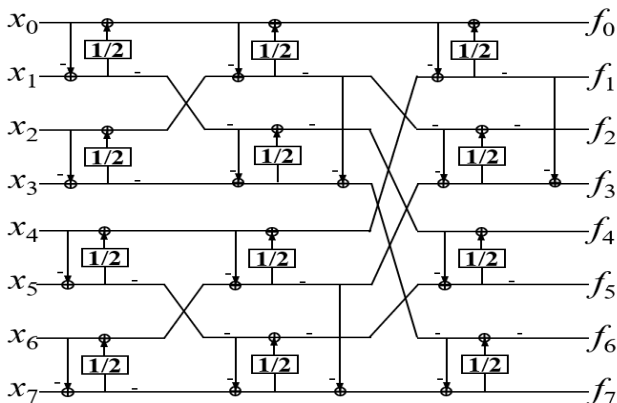 x₀ f₀
1/2 1/2 1/2
x₁ f₁
- - - - - -
x₂ f₂
- - -
1/2 1/2 1/2
x₃ f₃
- - - - - -
x₄ f₄
1/2 1/2 1/2
x₅ f₅
- - - - - -
x₆ f₆
- - -
1/2 1/2 1/2
x₇ f₇
- - - - - -